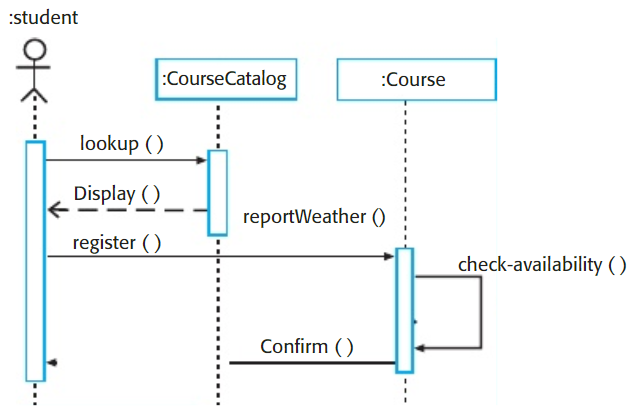 :student
:CourseCatalog
:Course
lookup ( )
Display ( )
reportWeather ()
register ( )
check-availability ( )
Confirm ( )